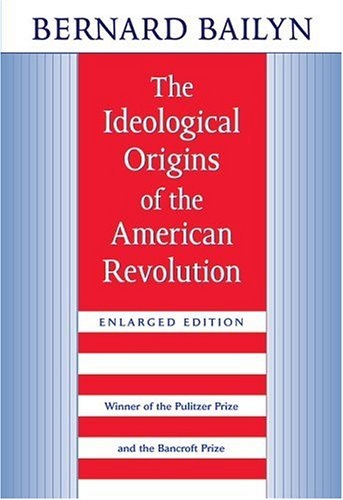 BERNARD BAILYN
The
Ideological
Origins
of the
American
Revolution
ENLARGED EDITION
Winner of the Pulitzer Prize
and the Bancroft Prize